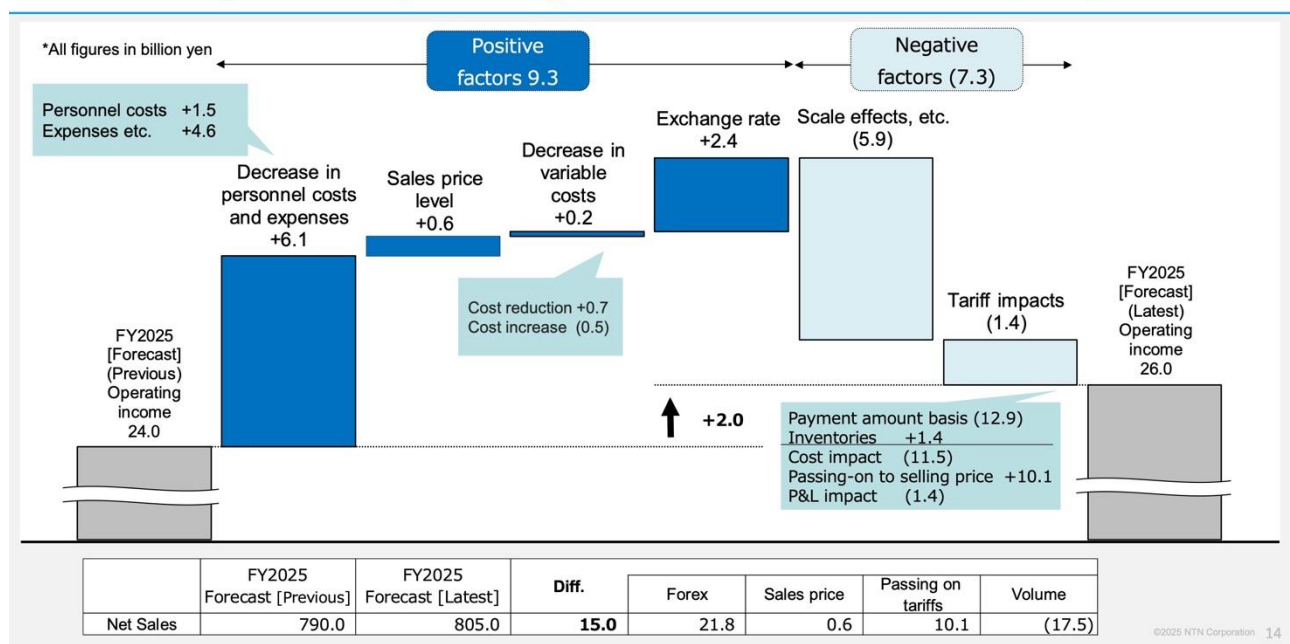 *All figures in billion yen
Positive
factors 9.3
Negative
factors (7.3)
Personnel costs +1.5
Expenses etc. +4.6
Decrease in
personnel costs
and expenses
+6.1
Sales price
level
+0.6
Decrease in
variable
costs
+0.2
Exchange rate
+2.4
Scale effects, etc.
(5.9)
Cost reduction +0.7
Cost increase (0.5)
Tariff impacts
(1.4)
FY2025
[Forecast]
(Previous)
Operating
income
24.0
FY2025
[Forecast]
(Latest)
Operating
income
26.0
+2.0
Payment amount basis (12.9)
Inventories +1.4
Cost impact (11.5)
Passing-on to selling price +10.1
P&L impact (1.4)
FY2025 Forecast [Previous] FY2025 Forecast [Latest] Diff. Forex Sales price Passing on tariffs Volume
Net Sales 790.0 805.0 15.0 21.8 0.6 10.1 (17.5)
©2025 NTN Corporation 14